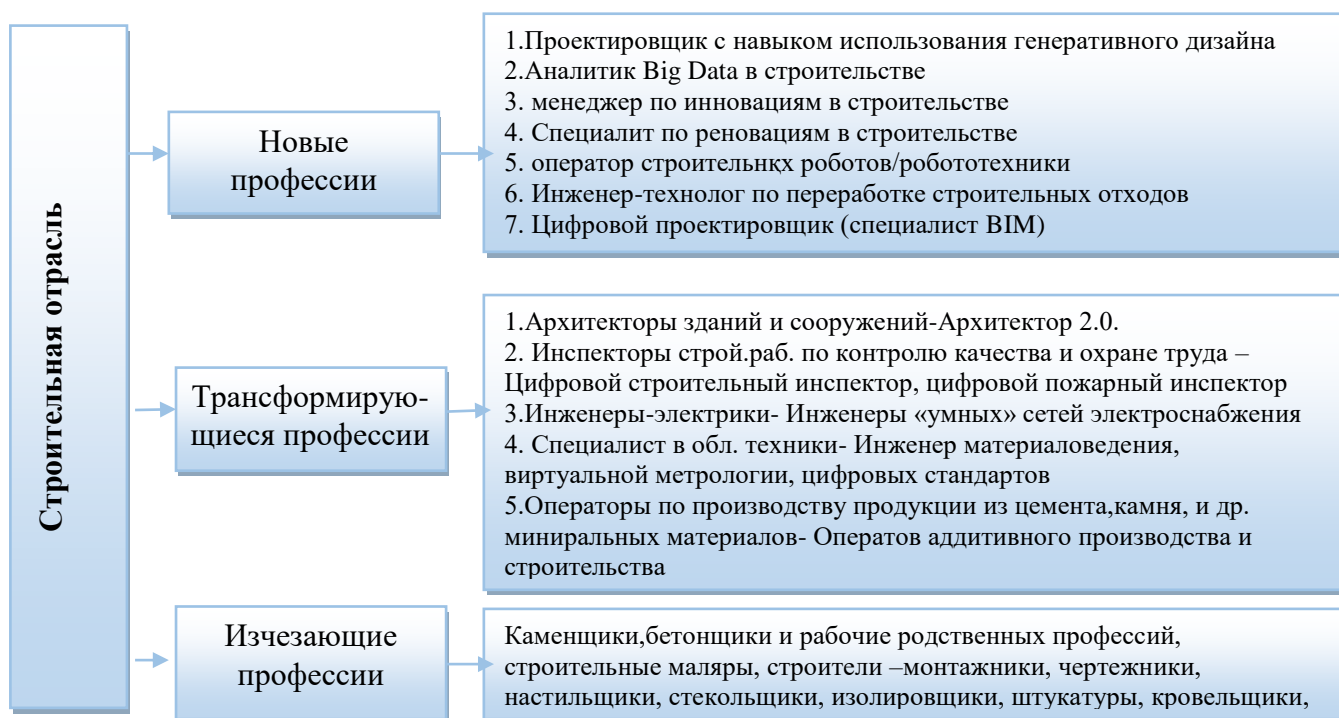 Строительная отрасль
Новые
профессии
1.Проектировщик с навыком использования генеративного дизайна
2.Аналитик Big Data в строительстве
3. менеджер по инновациям в строительстве
4. Специалит по реновациям в строительстве
5. оператор строительнқх роботов/робототехники
6. Инженер-технолог по переработке строительных отходов
7. Цифровой проектировщик (специалист BIM)
Трансформирую-
щиеся профессии
1.Архитекторы зданий и сооружений-Архитектор 2.0.
2. Инспекторы строй.раб. по контролю качества и охране труда –
Цифровой строительный инспектор, цифровой пожарный инспектор
3.Инженеры-электрики- Инженеры «умных» сетей электроснабжения
4. Специалист в обл. техники- Инженер материаловедения,
виртуальной метрологии, цифровых стандартов
5.Операторы по производству продукции из цемента,камня, и др.
миниральных материалов- Оператов аддитивного производства и
строительства
Изчезающие
профессии
Каменщики,бетонщики и рабочие родственных профессий,
строительные маляры, строители –монтажники, чертежники,
настильщики, стекольщики, изолировщики, штукатуры, кровельщики,